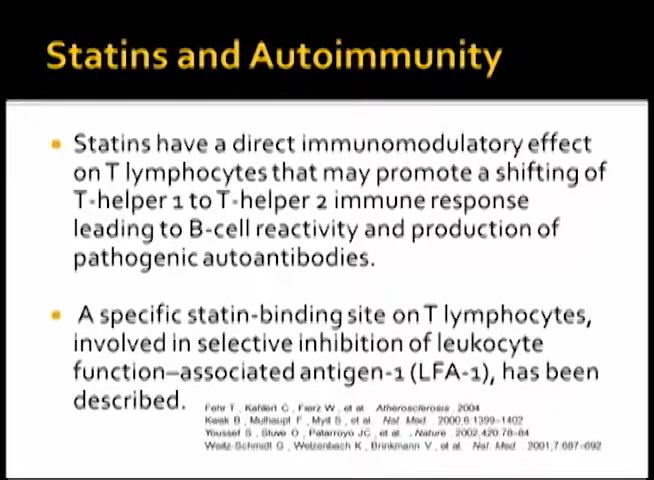 Statins and Autoimmunity
Statins have a direct immunomodulatory effect
on T lymphocytes that may promote a shifting of
T-helper 1 to T-helper 2 immune response
leading to B-cell reactivity and production of
pathogenic autoantibodies.
A specific statin-binding site on T lymphocytes,
involved in selective inhibition of leukocyte
function–associated antigen-1 (LFA-1), has been
described.
Fehr T , Kahlert C , Fierz W , et al. Atherosclerosis . 2004
Kwak B , Mulhaupt F , Myit S , et al. Nat. Med . 2000;6:1399–1402
Youssef S , Stuve O , Patarroyo JC , et al. . Nature . 2002;420:78–84
Weitz-Schmidt G , Welzenbach K , Brinkmann V , et al. Nat. Med . 2001;7:687–692